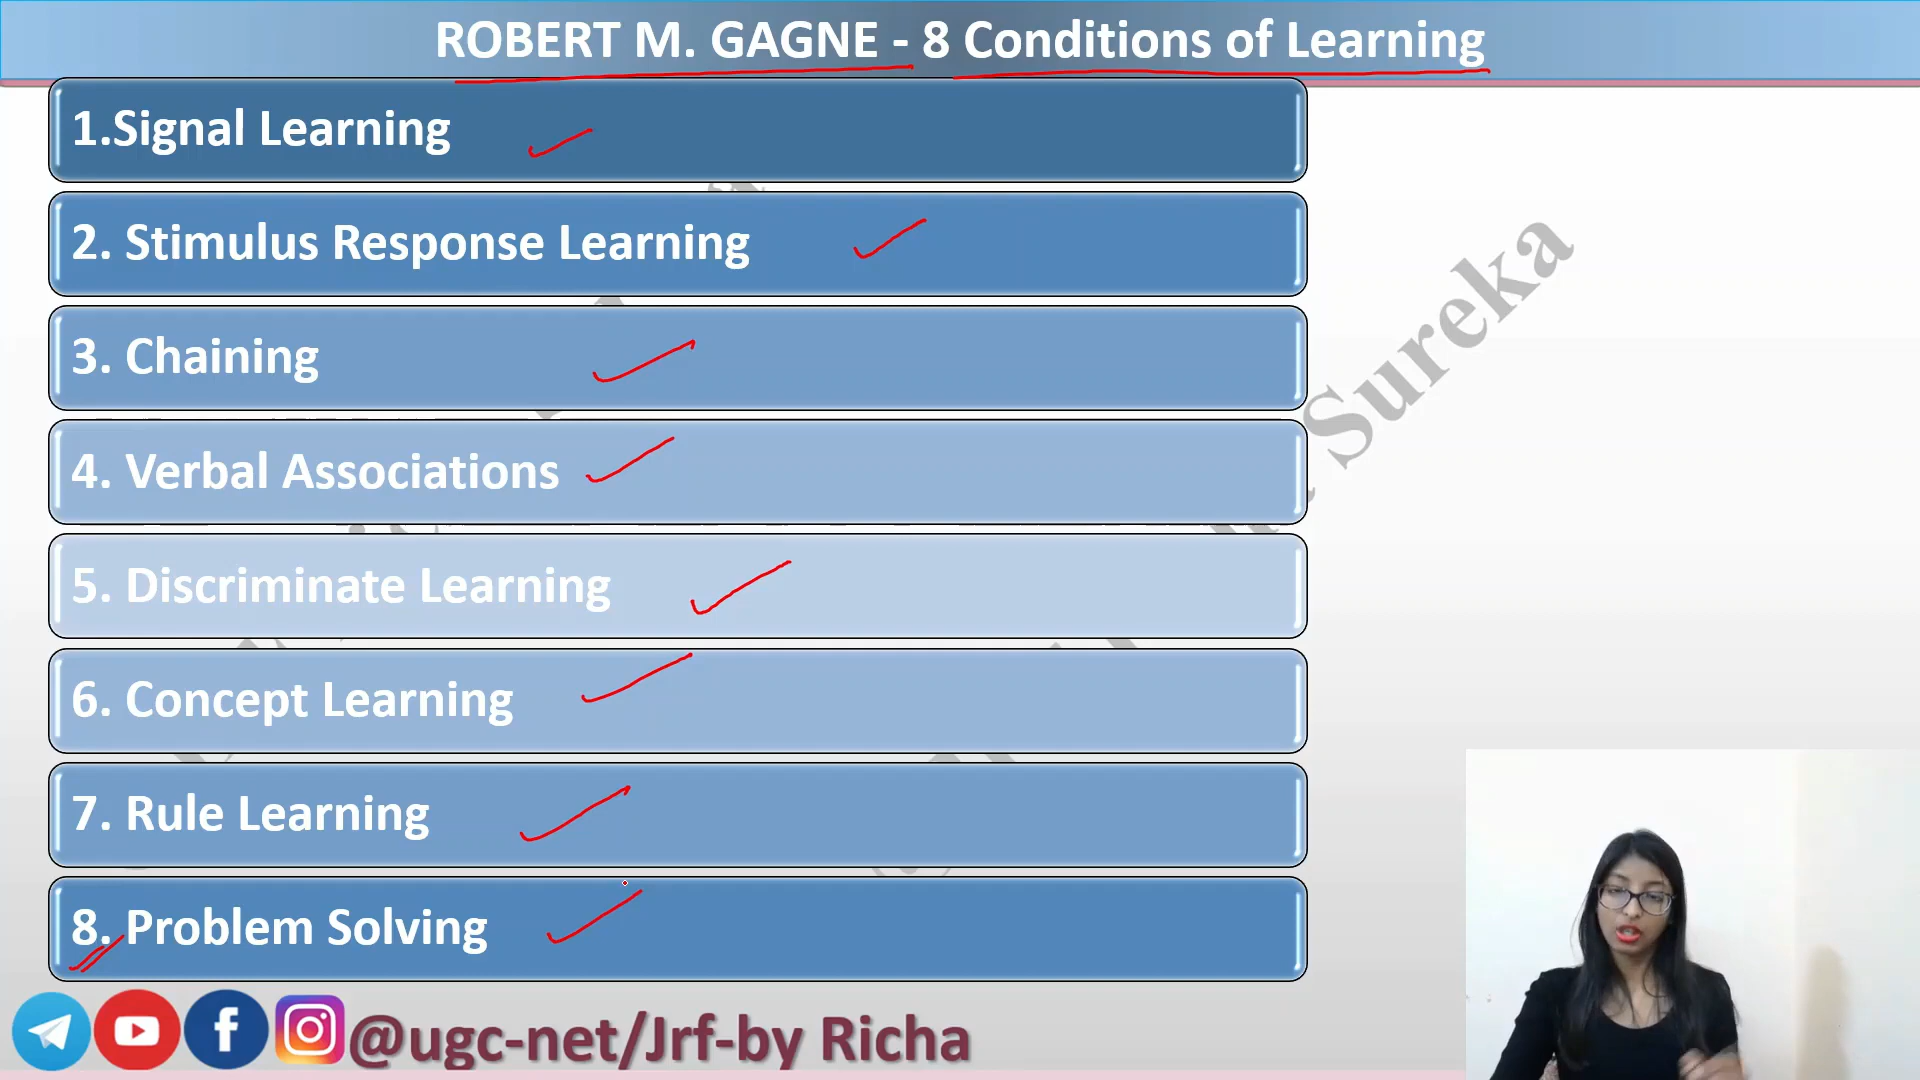 ROBERT M. GAGNE - 8 Conditions of Learning
1.Signal Learning
2. Stimulus Response Learning
3. Chaining
4. Verbal Associations
5. Discriminate Learning
6. Concept Learning
7. Rule Learning
8. Problem Solving
Sureka
@ugc-net/Jrf-by Richa